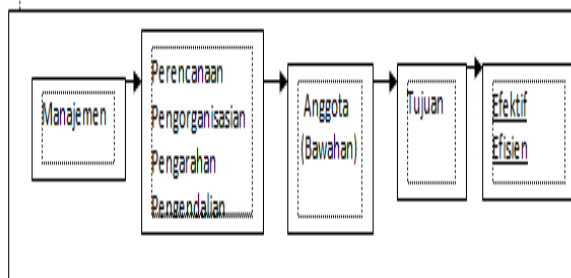 Manajemen
Perencanaan
Pengorganisasian
Pengarahan
Pengendalian
Anggota
(Bawahan)
Tujuan
Efektif
Efisien